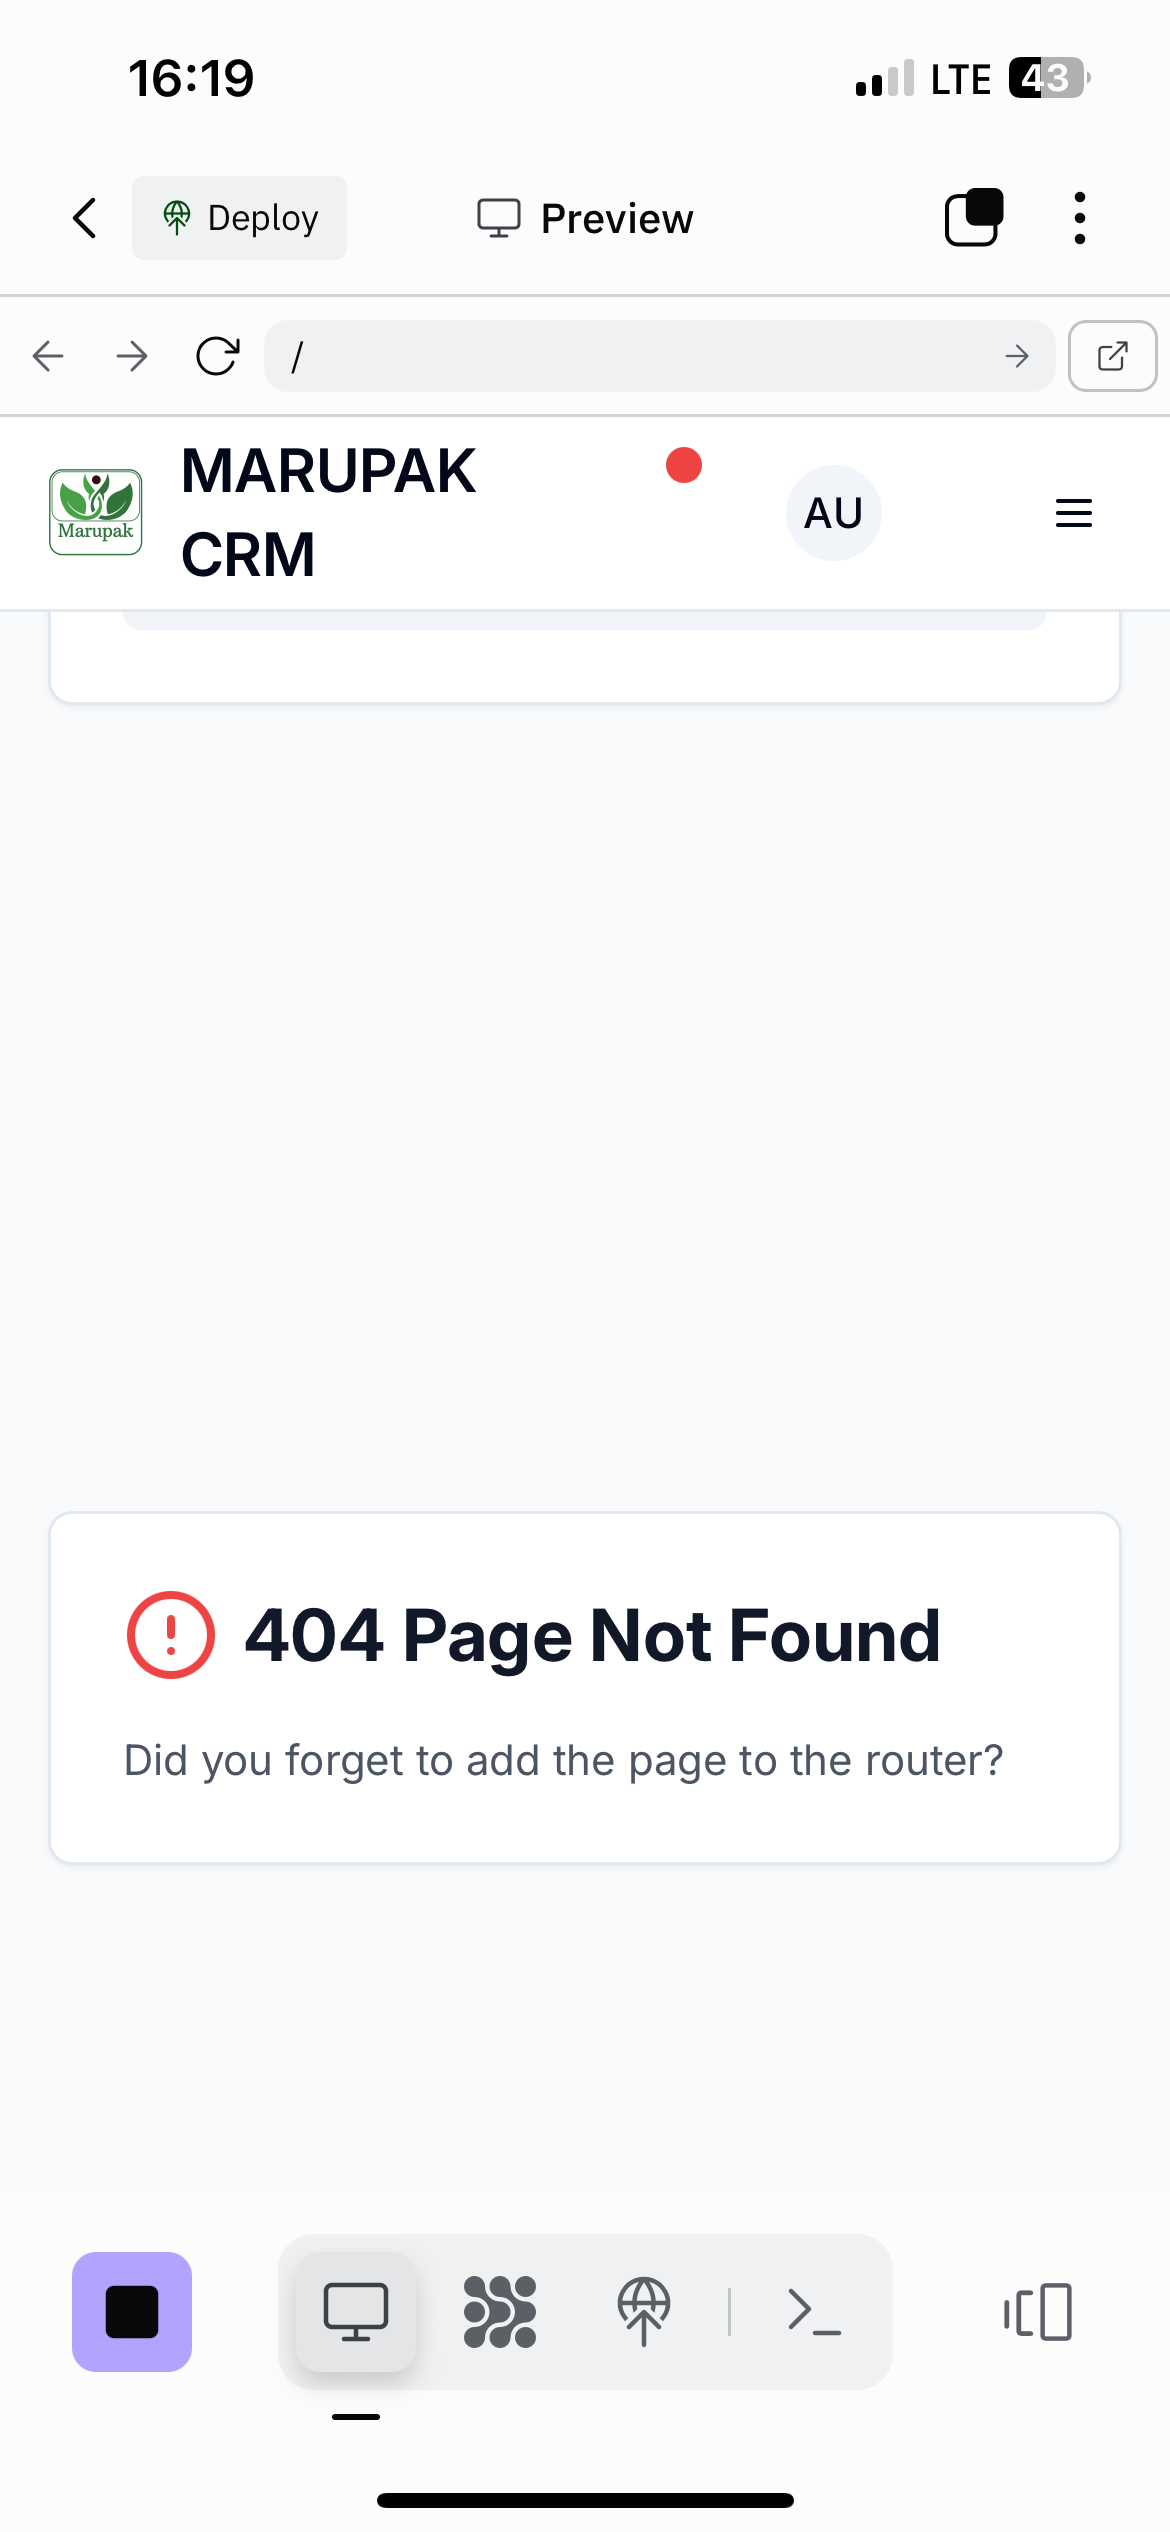 16:19
LTE
43
Deploy
Preview
/
Marupak
MARUPAK
CRM
AU
404 Page Not Found
Did you forget to add the page to the router?